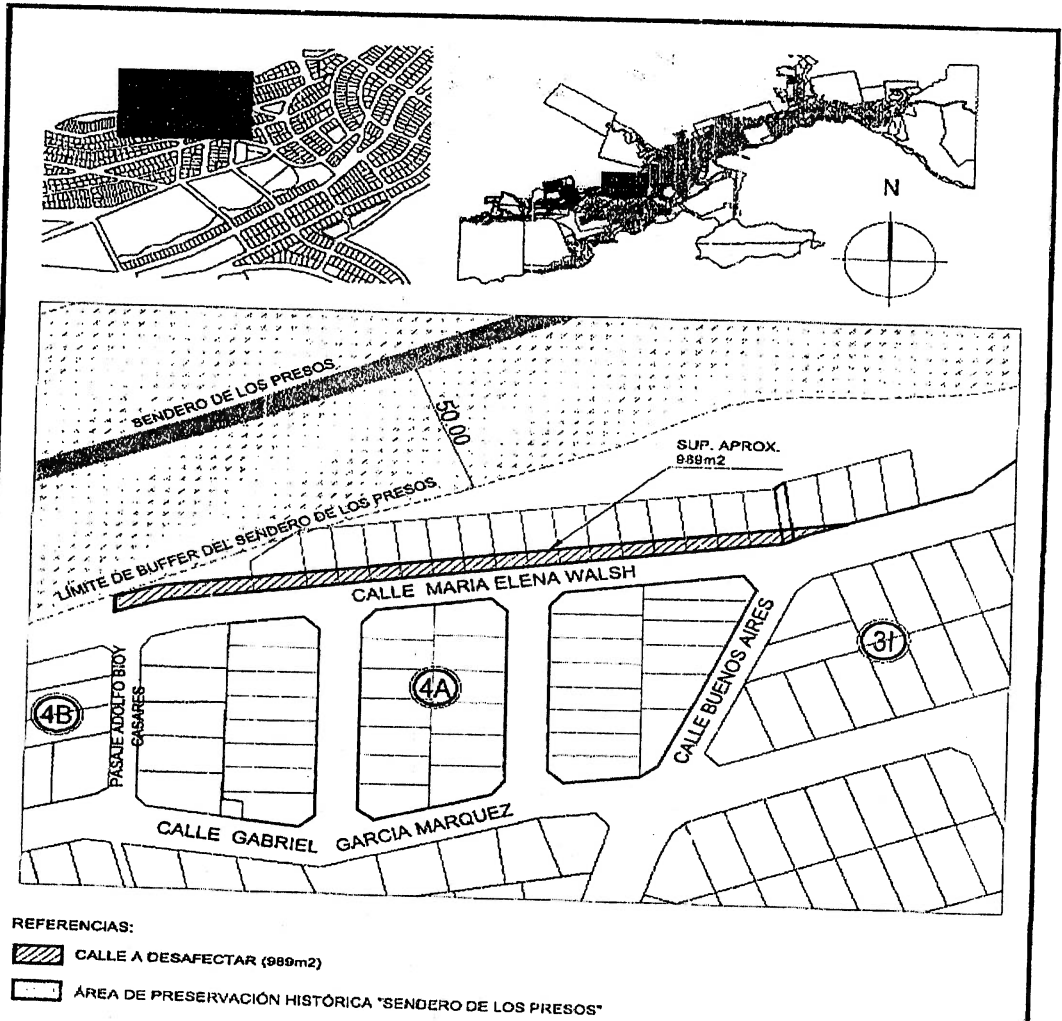 N
SENDERO DE LOS PRESOS
50.00
SUP. APROX.
989m2
LÍMITE DE BUFFER DEL SENDERO DE LOS PRESOS
CALLE MARIA ELENA WALSH
CALLE BUENOS AIRES
3f
4A
4B
PASAJE ADOLFO BIOY
CASARES
CALLE GABRIEL GARCIA MARQUEZ
REFERENCIAS:
CALLE A DESAFECTAR (989m2)
ÁREA DE PRESERVACIÓN HISTÓRICA "SENDERO DE LOS PRESOS"